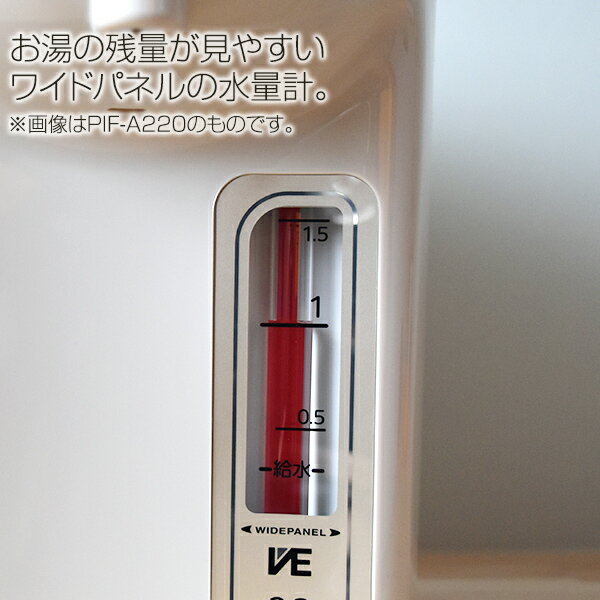 お湯の残量が見やすい
ワイドパネルの水量計。
※画像はPIF-A220のものです。
1.5
1
0.5
給水
WIDEPANEL
VE